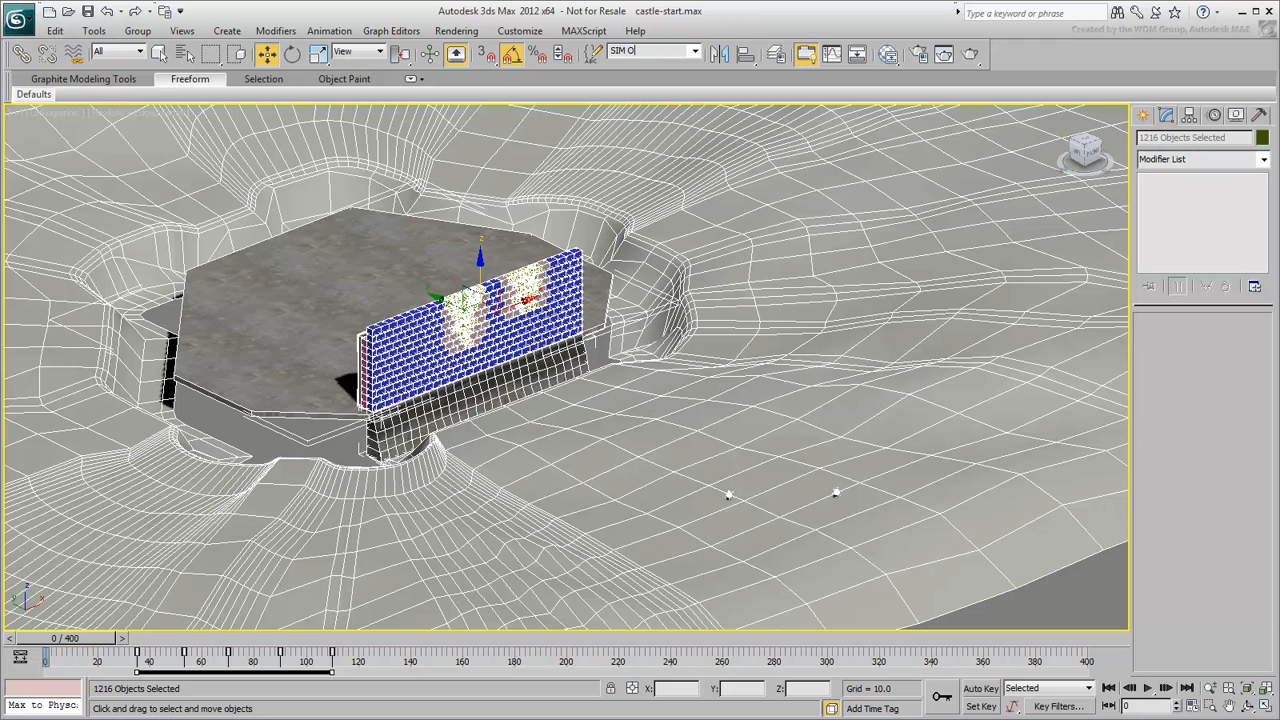 Autodesk 3ds Max 2012 x64 - Not for Resale castle-start.max
Type a keyword or phrase
Edit Tools Group Views Create Modifiers Animation Graph Editors Rendering Customize MAXScript Help
Created by the WDM Group, Autodesk M&E
All View 3 % SIM O
Graphite Modeling Tools Freeform Selection Object Paint
Defaults
1216 Objects Selected
Modifier List
z
z
x
0 / 400
0 20 40 60 80 100 120 140 160 180 200 220 240 260 280 300 320 340 360 380 400
1216 Objects Selected X: Y: Z: Grid = 10.0 Auto Key Selected
Max to Physc Click and drag to select and move objects Add Time Tag Set Key Key Filters... 0